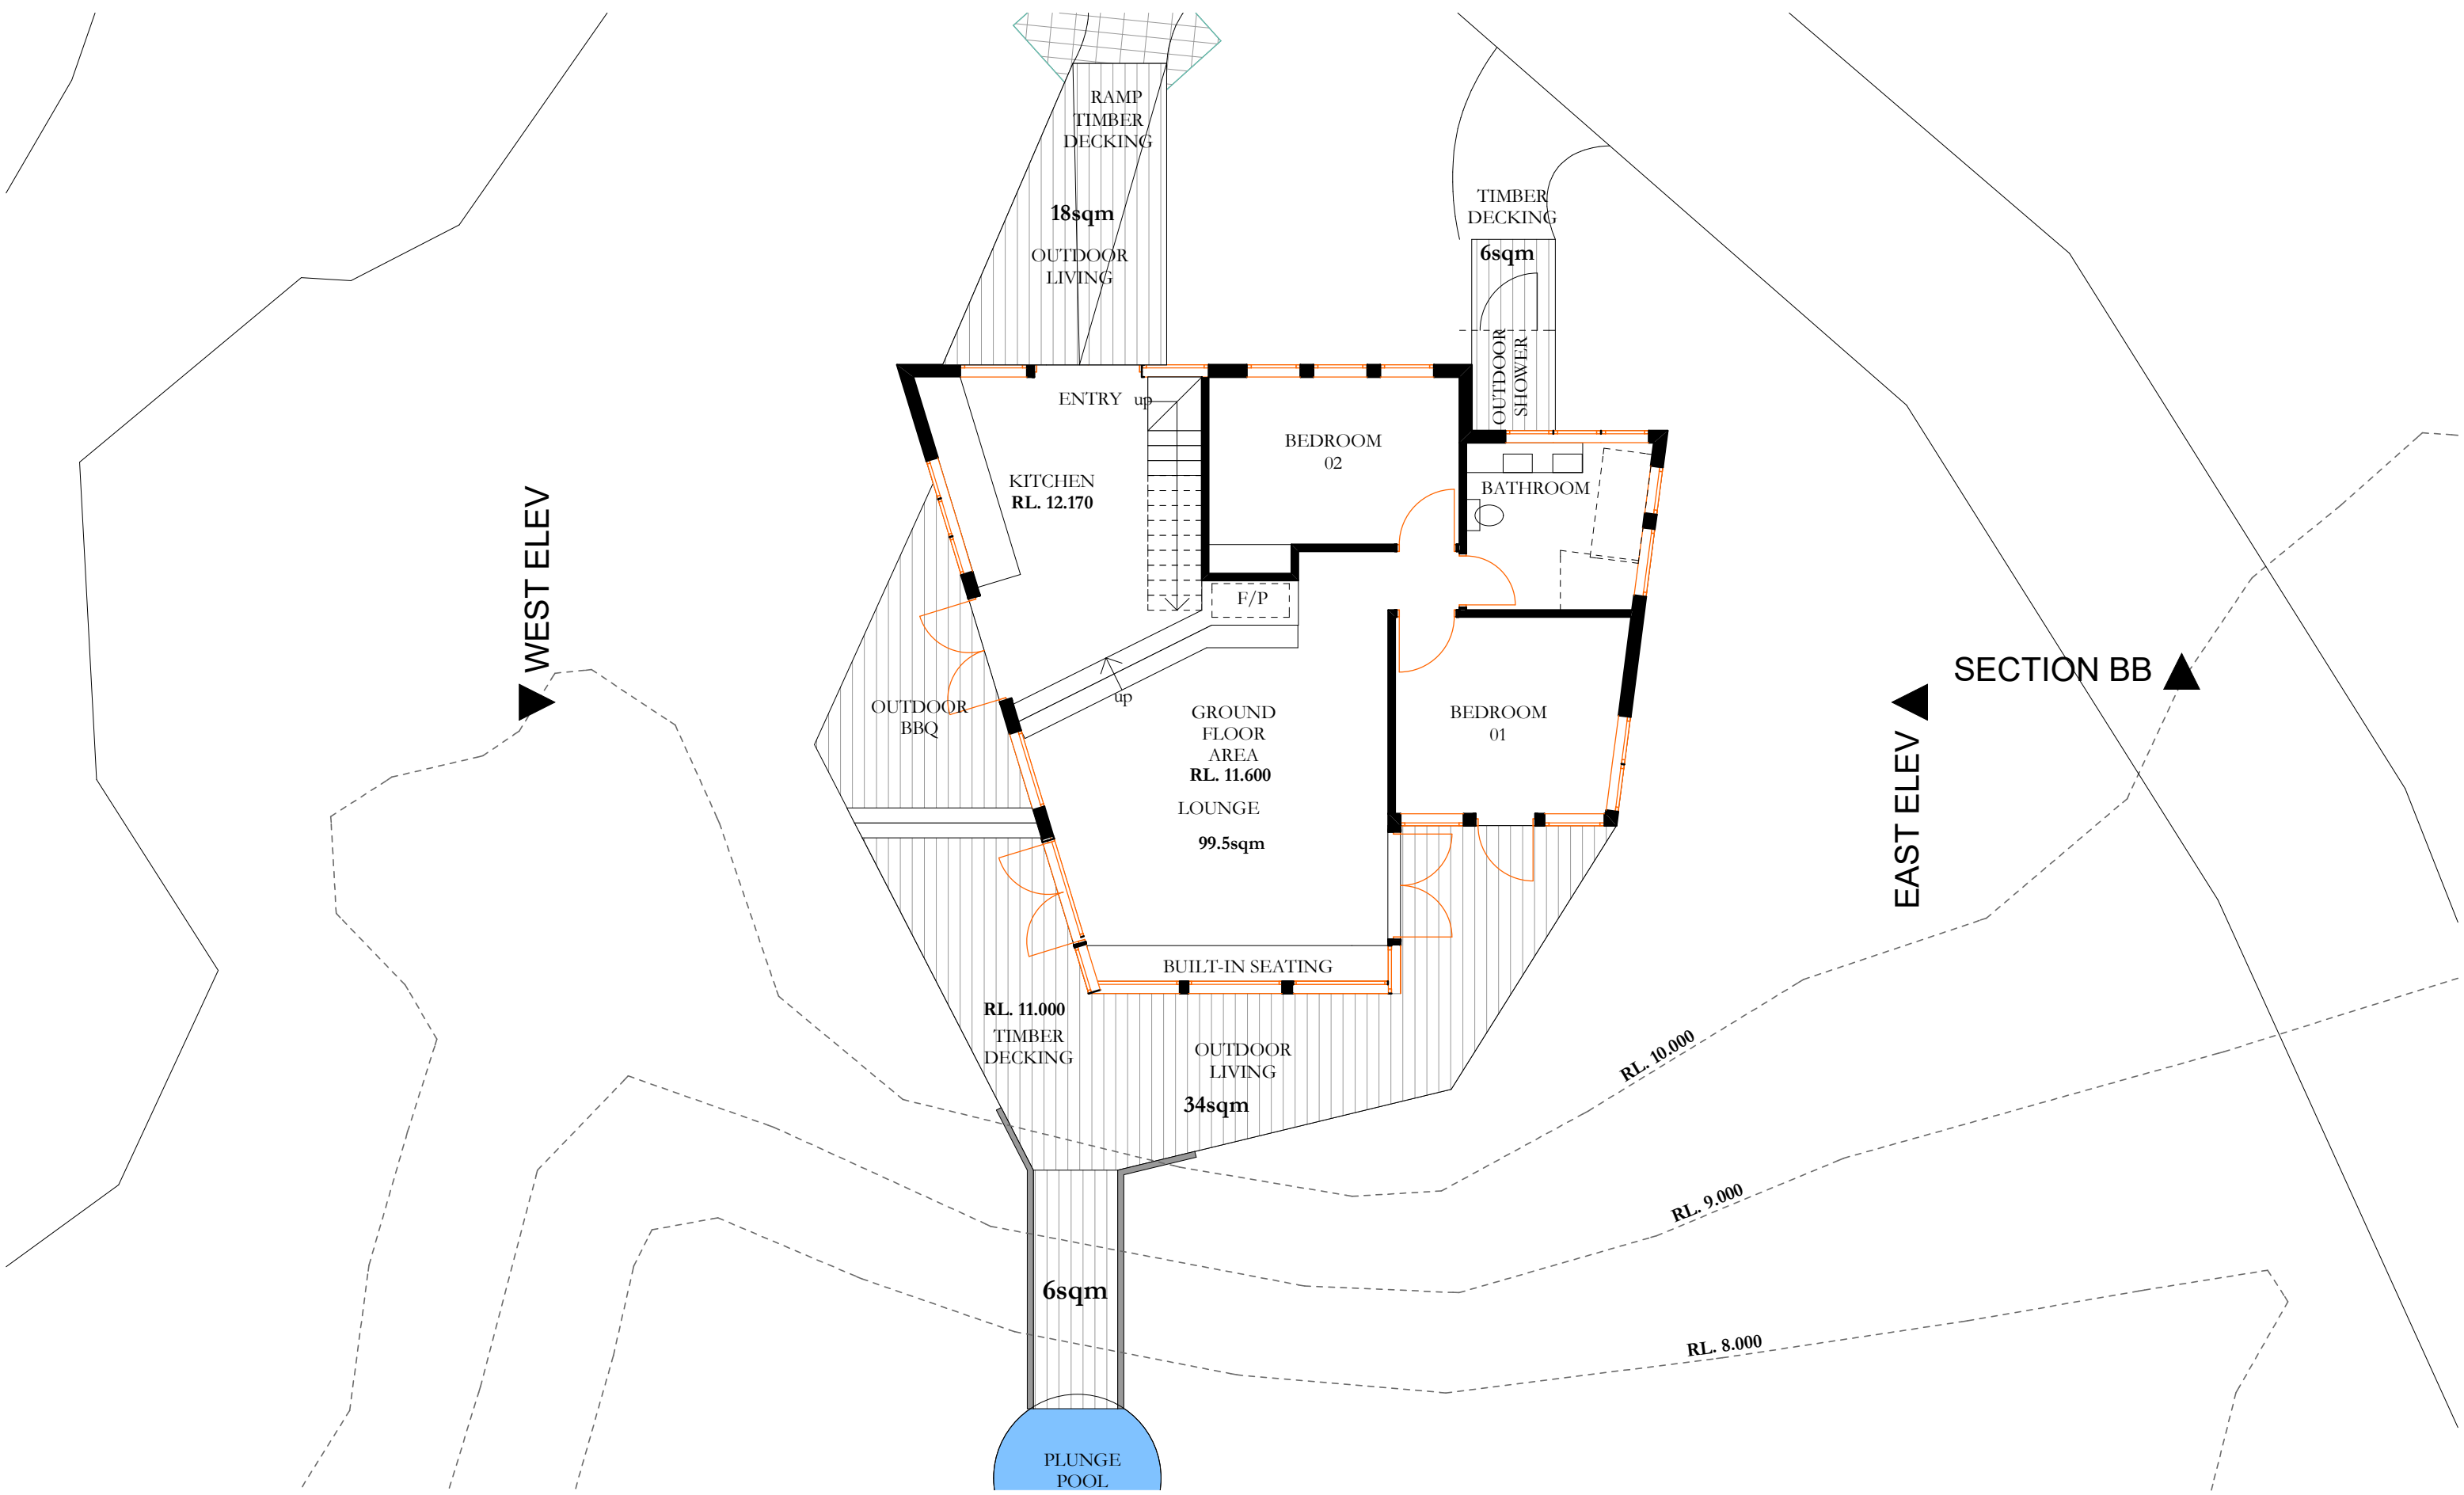 RAMP
TIMBER
DECKING
18sqm
OUTDOOR
LIVING
TIMBER
DECKING
6sqm
OUTDOOR
SHOWER
ENTRY up
BEDROOM
02
KITCHEN
RL. 12.170
BATHROOM
F/P
WEST ELEV
SECTION BB
EAST ELEV
up
OUTDOOR
BBQ
GROUND
FLOOR
AREA
RL. 11.600
LOUNGE
99.5sqm
BEDROOM
01
BUILT-IN SEATING
RL. 11.000
TIMBER
DECKING
OUTDOOR
LIVING
34sqm
RL. 10.000
RL. 9.000
RL. 8.000
6sqm
PLUNGE
POOL